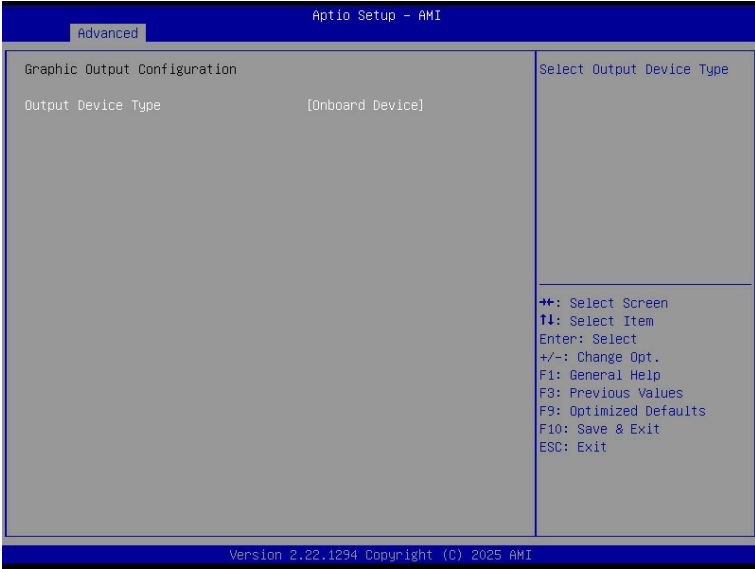 Aptio Setup – AMI
Advanced
Graphic Output Configuration
Output Device Type [Onboard Device]
Select Output Device Type
→←: Select Screen
↑↓: Select Item
Enter: Select
+/-: Change Opt.
F1: General Help
F3: Previous Values
F9: Optimized Defaults
F10: Save & Exit
ESC: Exit
Version 2.22.1294 Copyright (C) 2025 AMI